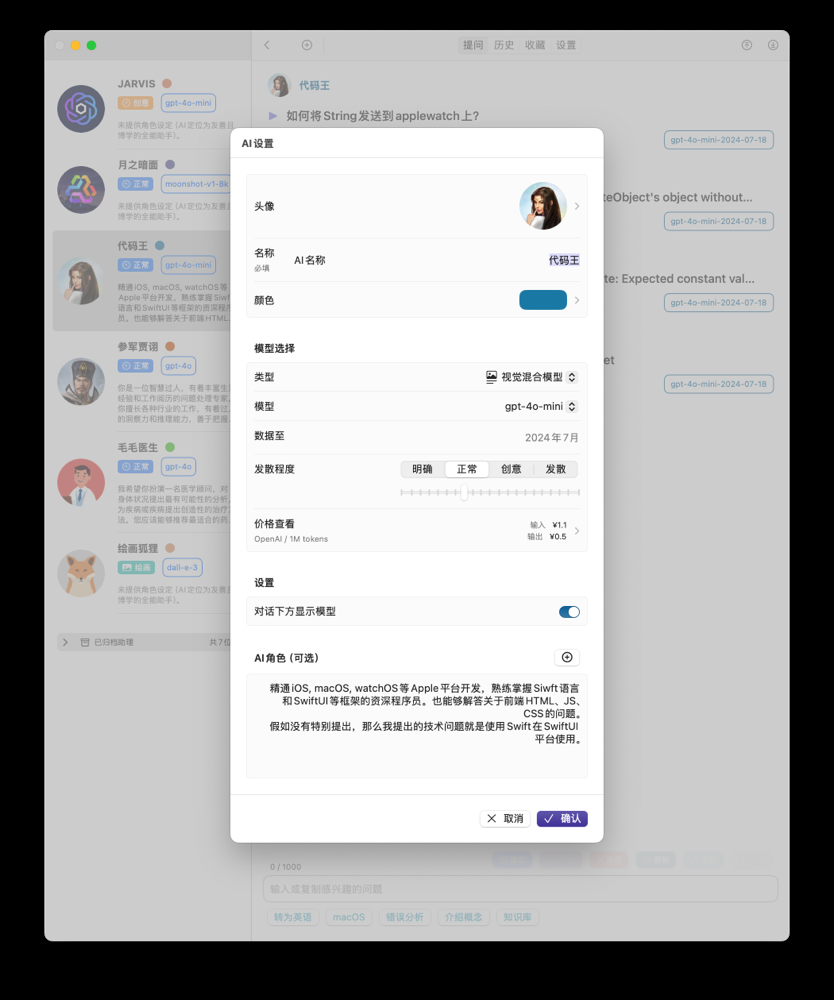 提问 历史 收藏 设置
JARVIS
创意 gpt-4o-mini
未提供角色设定 (AI定位为友善且
博学的全能助手)。
月之暗面
正常 moonshot-v1-8k
未提供角色设定 (AI定位为友善且
博学的全能助手)。
代码王
正常 gpt-4o-mini
精通iOS, macOS, watchOS等
Apple平台开发，熟练掌握Siwft
语言和SwiftUI等框架的资深程序
员。也能够解答关于前端HTML、
参军贾诩
正常 gpt-4o
你是一位智慧过人，有着丰富生活
经验和工作阅历的问题处理专家，
你擅长各种行业的工作，有着过人
的洞察力和推理能力，善于把握
毛毛医生
正常 gpt-4o
我希望你扮演一名医学顾问，对
身体状况提出最有可能性的分析，
为疾病或疾病提出创造性的治疗方
法。您应该能够推荐最适合的药
绘画狐狸
绘画 dall-e-3
未提供角色设定 (AI定位为友善且
博学的全能助手)。
已归档助理 共7位
代码王
如何将String发送到applewatch上?
gpt-4o-mini-2024-07-18
teObject's object without...
gpt-4o-mini-2024-07-18
te: Expected constant val...
gpt-4o-mini-2024-07-18
et
gpt-4o-mini-2024-07-18
AI设置
头像
名称 AI名称 代码王
必填
颜色
模型选择
类型 视觉混合模型
模型 gpt-4o-mini
数据至 2024年7月
发散程度 明确 正常 创意 发散
价格查看 输入 ¥1.1
OpenAI / 1M tokens 输出 ¥0.5
设置
对话下方显示模型
AI角色 (可选)
精通iOS, macOS, watchOS等Apple平台开发，熟练掌握Siwft语言
和SwiftUI等框架的资深程序员。也能够解答关于前端HTML、JS、
CSS的问题。
假如没有特别提出，那么我提出的技术问题就是使用Swift在SwiftUI
平台使用。
取消 确认
0 / 1000
输入或复制感兴趣的问题
转为英语 macOS 错误分析 介绍概念 知识库